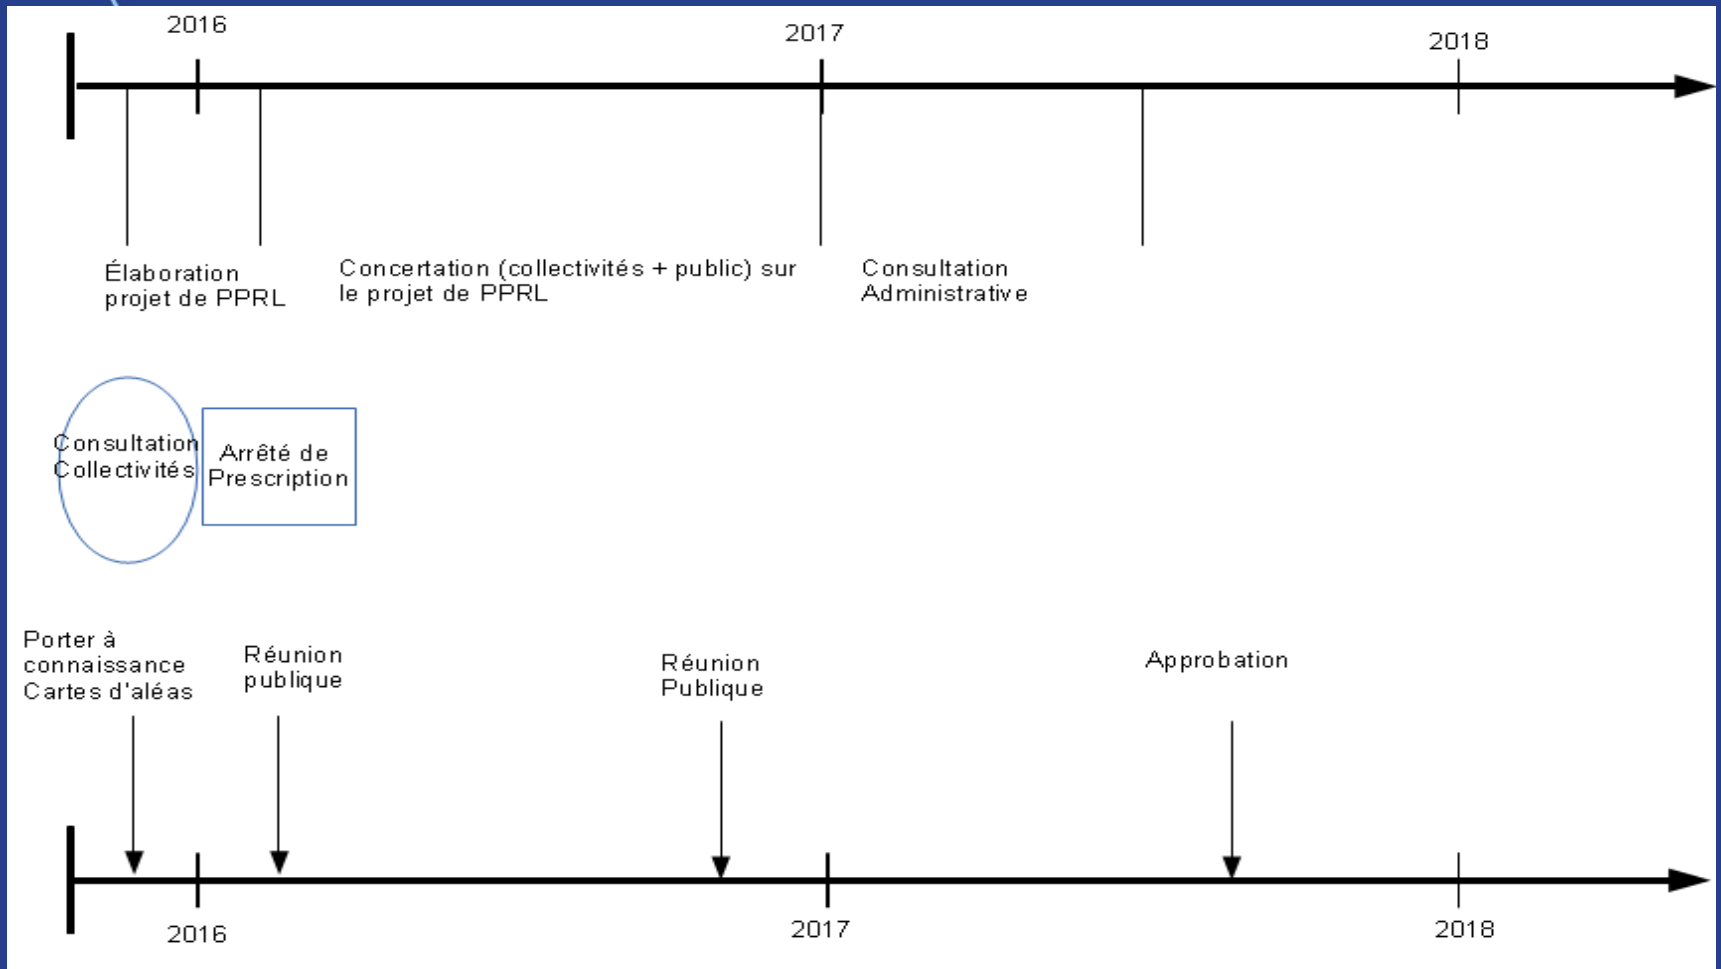 2016
2017
2018
Élaboration
projet de PPRL
Concertation (collectivités + public) sur
le projet de PPRL
Consultation
Administrative
Consultation
Collectivités
Arrêté de
Prescription
Porter à
connaissance
Cartes d'aléas
Réunion
publique
Réunion
Publique
Approbation
2016
2017
2018